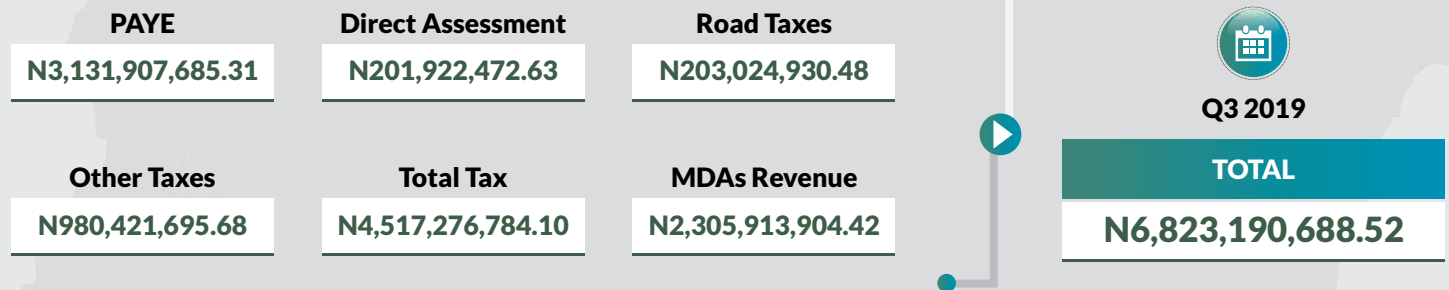 PAYE
N3,131,907,685.31
Direct Assessment
N201,922,472.63
Road Taxes
N203,024,930.48
Other Taxes
N980,421,695.68
Total Tax
N4,517,276,784.10
MDAs Revenue
N2,305,913,904.42
Q3 2019
TOTAL
N6,823,190,688.52